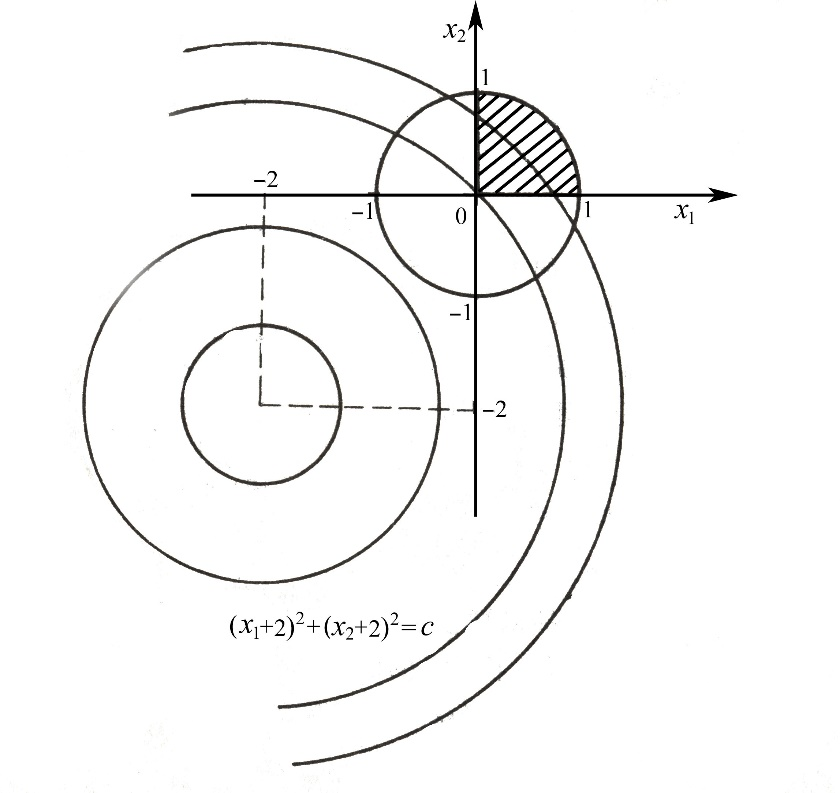 x₂
1
−2
−1
0
1
x₁
−1
−2
(x₁+2)²+(x₂+2)²=c